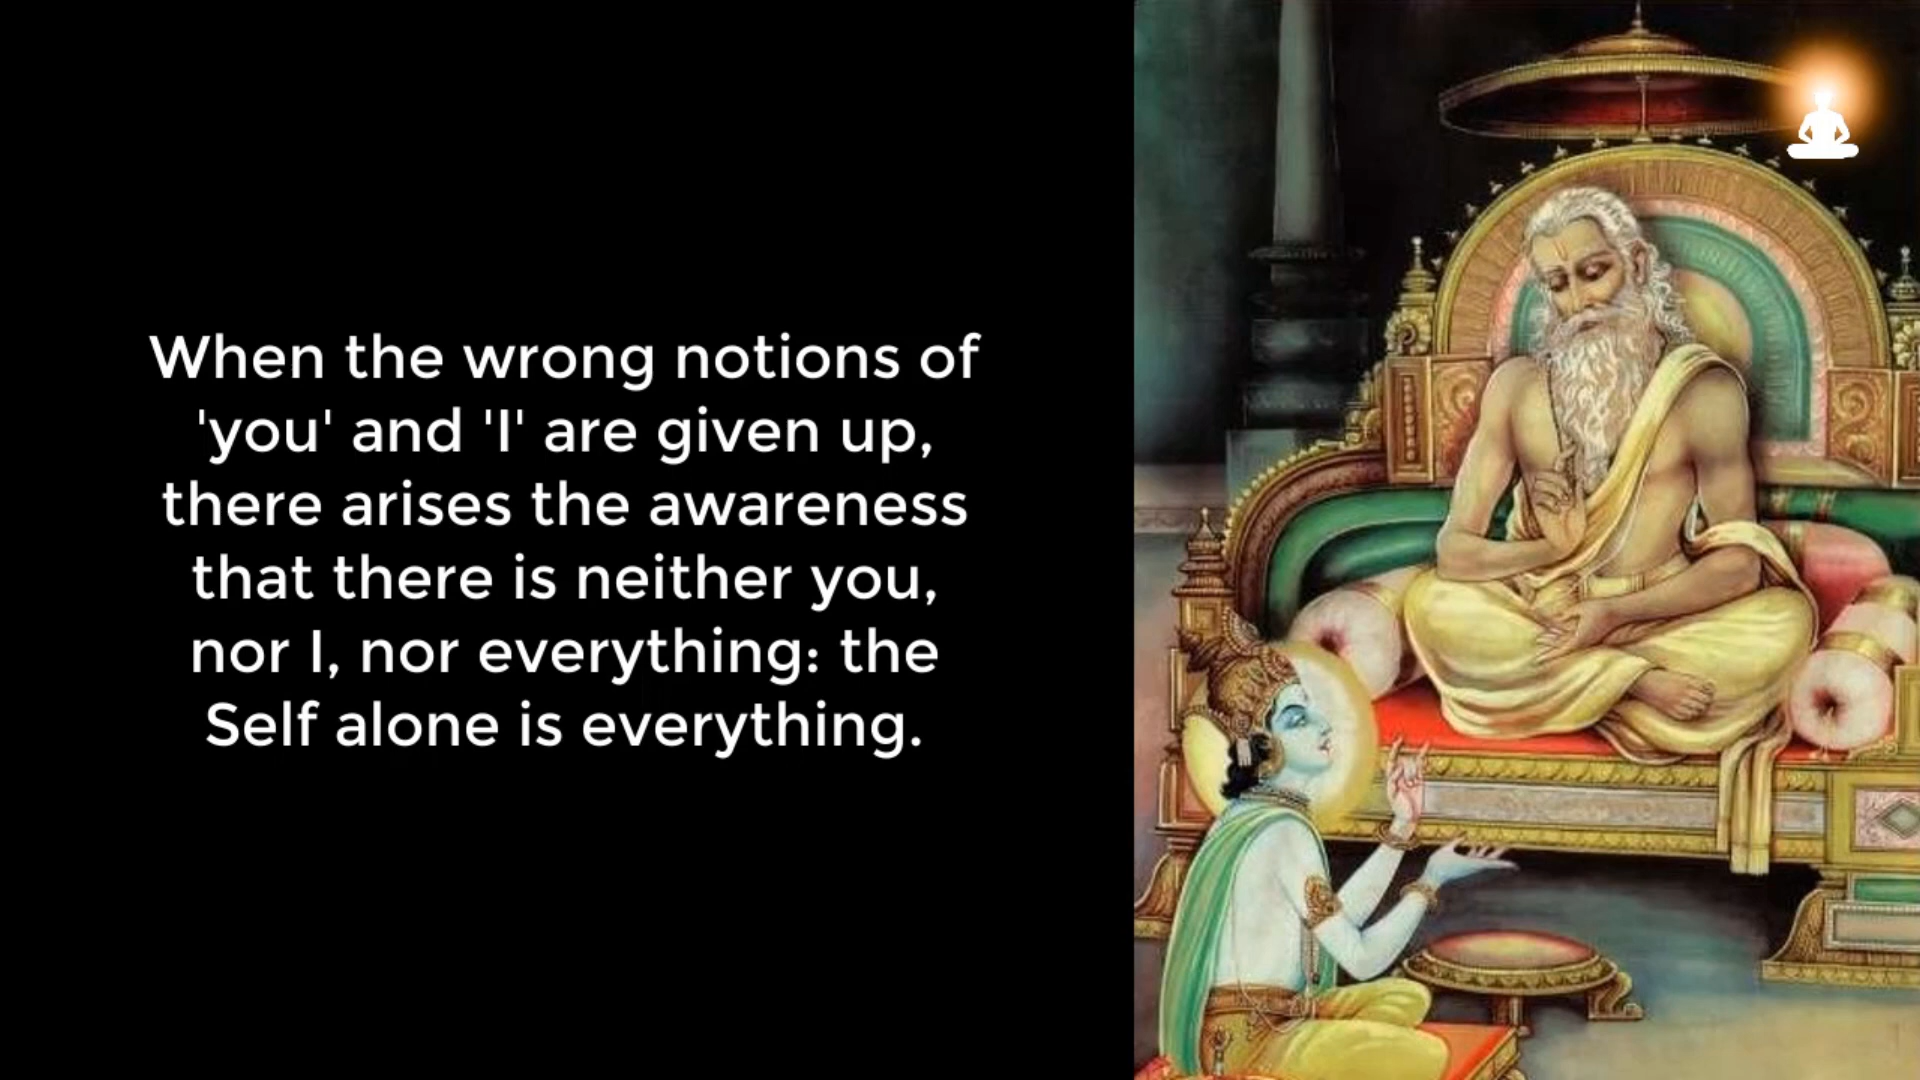 When the wrong notions of
'you' and 'I' are given up,
there arises the awareness
that there is neither you,
nor I, nor everything: the
Self alone is everything.